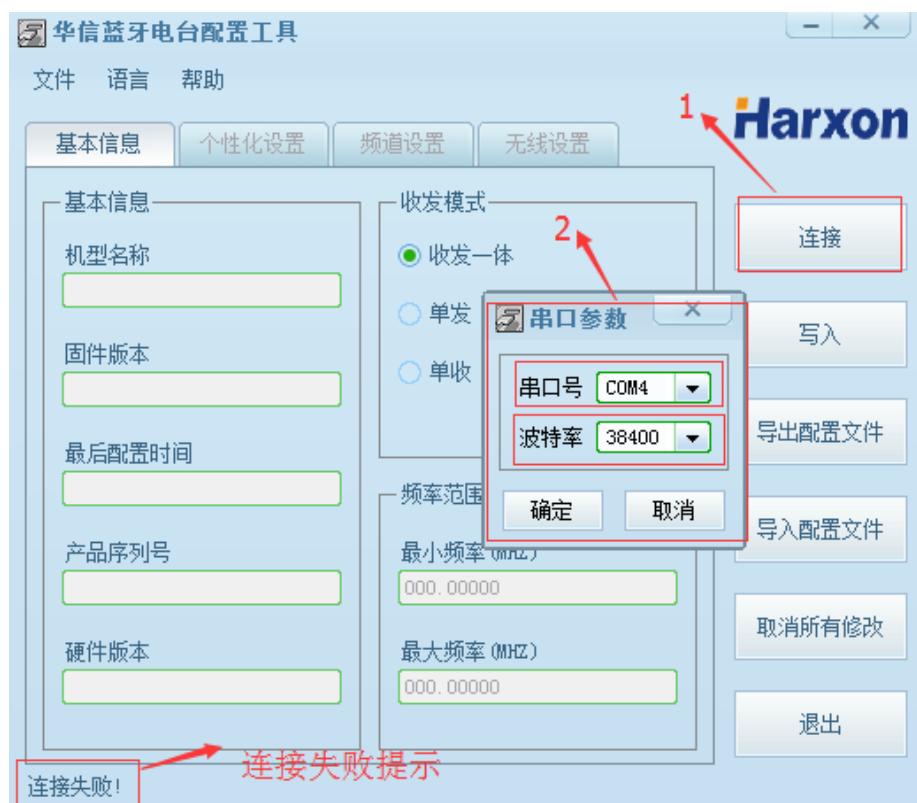 华信蓝牙电台配置工具
文件 语言 帮助
1
Harxon
基本信息 个性化设置 频道设置 无线设置
基本信息
机型名称
固件版本
最后配置时间
产品序列号
硬件版本
收发模式
收发一体
单发
单收
2
串口参数
串口号 COM4
波特率 38400
确定 取消
频率范围
最小频率(MHZ)
000.00000
最大频率(MHZ)
000.00000
连接
写入
导出配置文件
导入配置文件
取消所有修改
退出
连接失败提示
连接失败!